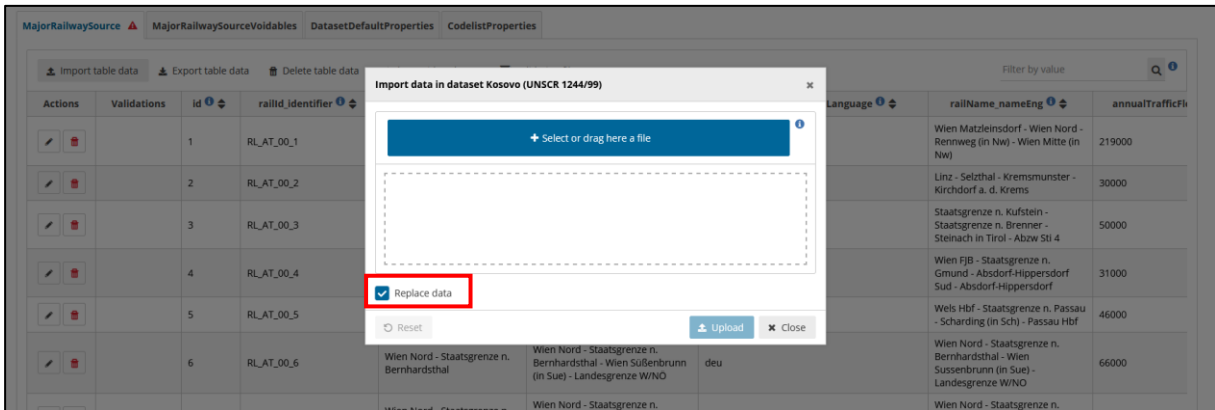 MajorRailwaySource MajorRailwaySourceVoidables DatasetDefaultProperties CodelistProperties
Import table data Export table data Delete table data Filter by value
Import data in dataset Kosovo (UNSCR 1244/99)
Actions Validations id railId_identifier Language railName_nameEng annualTrafficFl
+ Select or drag here a file
1 RL_AT_00_1 Wien Matzleinsdorf - Wien Nord -
Rennweg (in Nw) - Wien Mitte (in
Nw) 219000
2 RL_AT_00_2 Linz - Selzthal - Kremsmunster -
Kirchdorf a. d. Krems 30000
3 RL_AT_00_3 Staatsgrenze n. Kufstein -
Staatsgrenze n. Brenner -
Steinach in Tirol - Abzw Sti 4 50000
4 RL_AT_00_4 Wien FJB - Staatsgrenze n.
Gmund - Absdorf-Hippersdorf
Sud - Absdorf-Hippersdorf 31000
Replace data
5 RL_AT_00_5 Wels Hbf - Staatsgrenze n. Passau
- Scharding (in Sch) - Passau Hbf 46000
Reset Upload Close
6 RL_AT_00_6 Wien Nord - Staatsgrenze n.
Bernhardsthal
Wien Nord - Staatsgrenze n.
Bernhardsthal - Wien Süßenbrunn
(in Sue) - Landesgrenze W/NÖ
deu
Wien Nord - Staatsgrenze n.
Bernhardsthal - Wien
Sussenbrunn (in Sue) -
Landesgrenze W/NO
66000
Wien Nord - Staatsgrenze n.
Wien Nord - Staatsgrenze n.